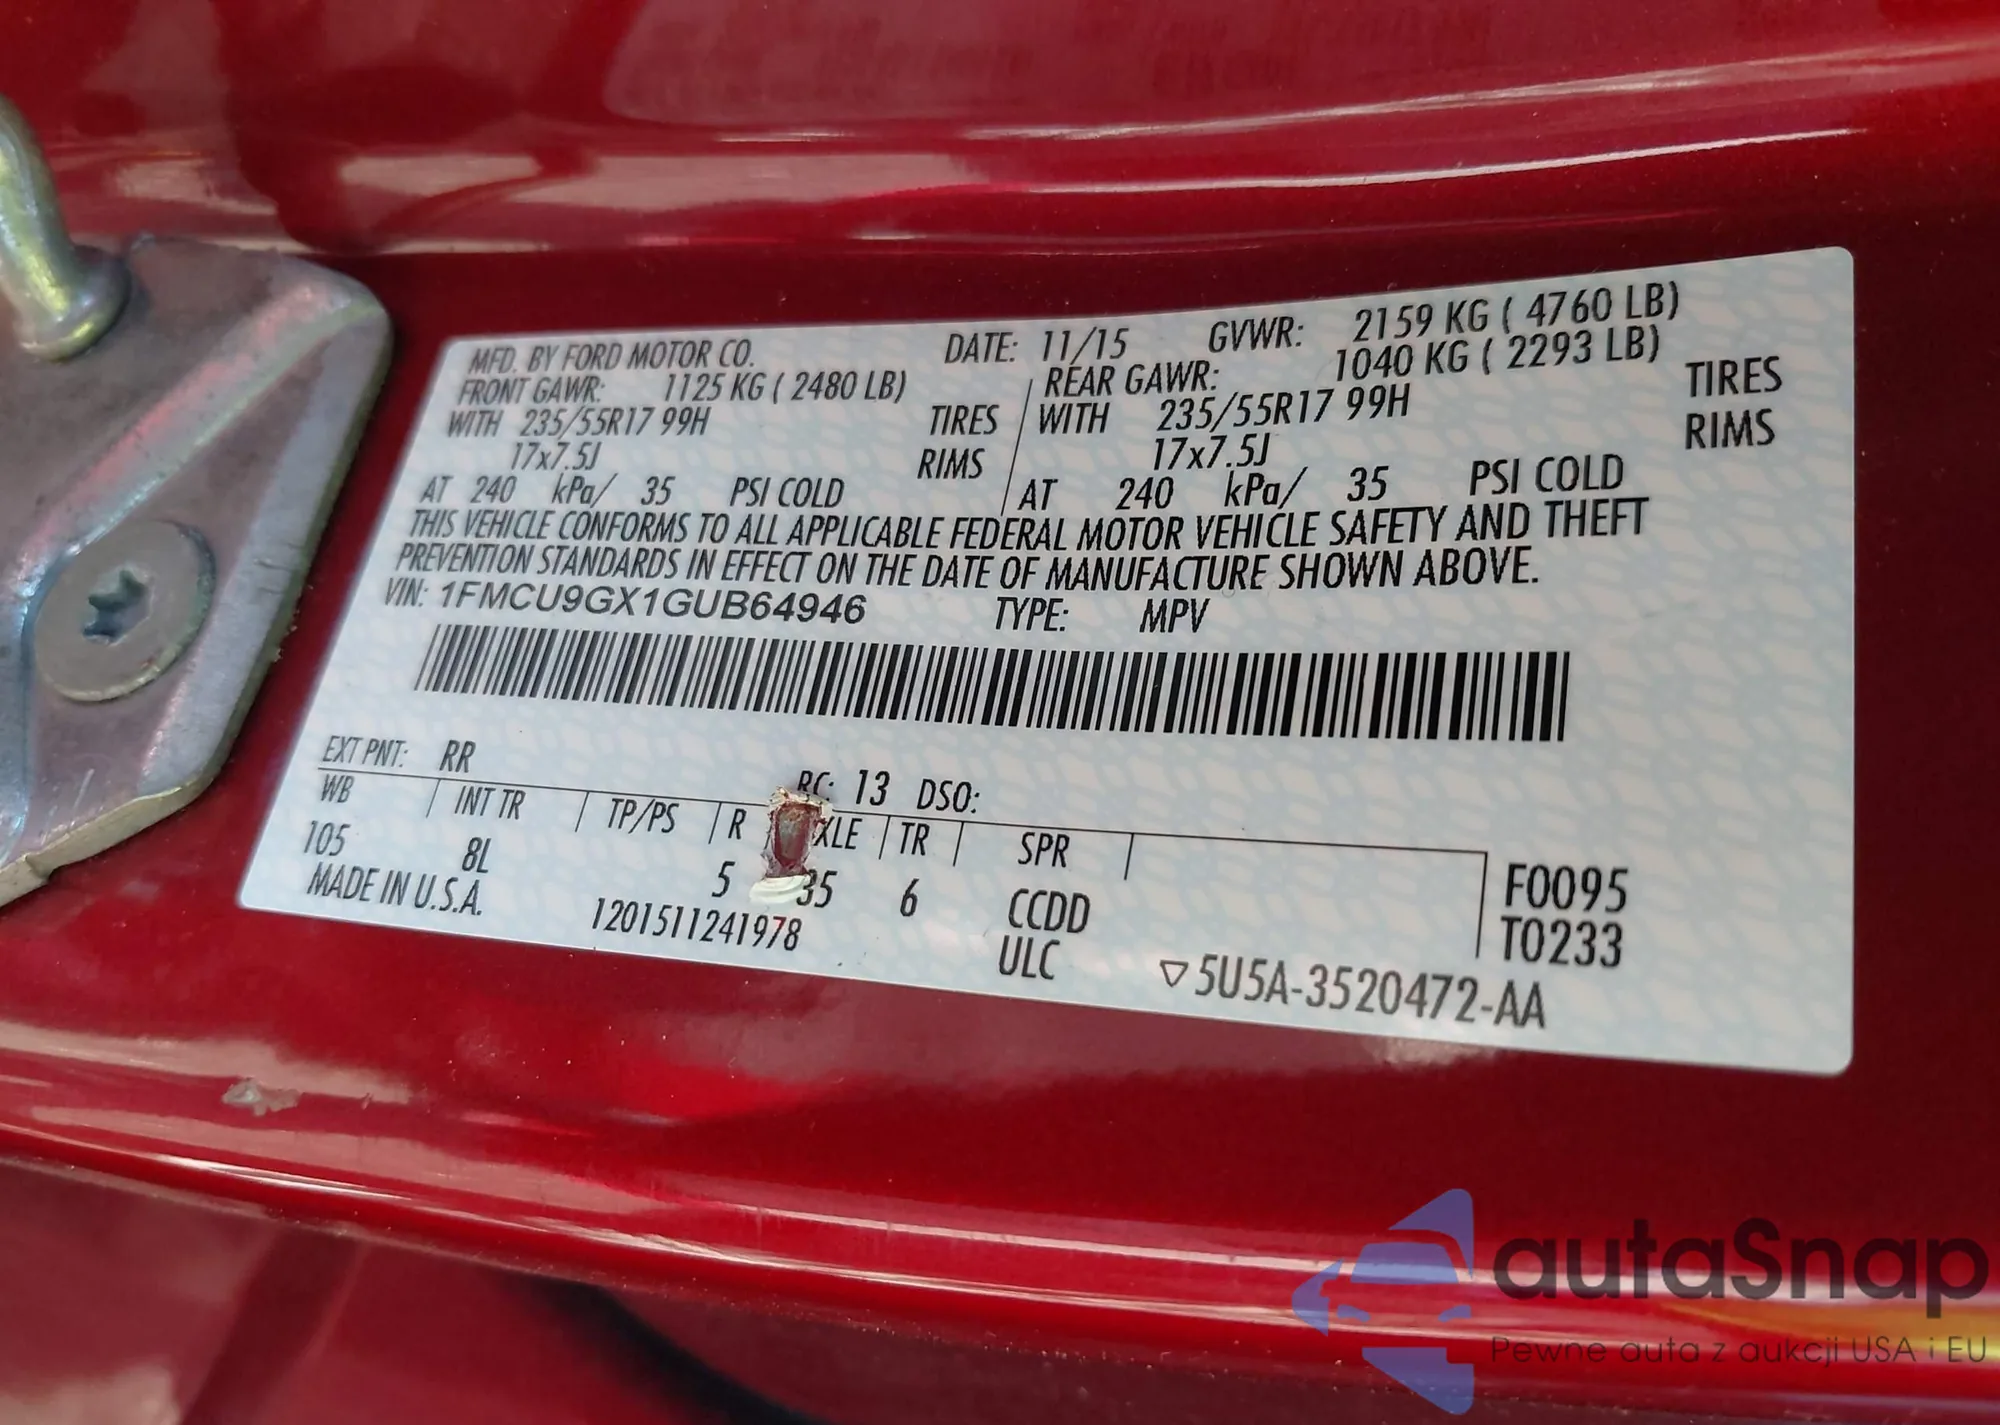 MFD. BY FORD MOTOR CO. DATE: 11/15 GVWR: 2159 KG ( 4760 LB)
FRONT GAWR: 1125 KG ( 2480 LB) REAR GAWR: 1040 KG ( 2293 LB)
WITH 235/55R17 99H TIRES WITH 235/55R17 99H TIRES
17x7.5J RIMS 17x7.5J RIMS
AT 240 kPa/ 35 PSI COLD AT 240 kPa/ 35 PSI COLD
THIS VEHICLE CONFORMS TO ALL APPLICABLE FEDERAL MOTOR VEHICLE SAFETY AND THEFT
PREVENTION STANDARDS IN EFFECT ON THE DATE OF MANUFACTURE SHOWN ABOVE.
VIN: 1FMCU9GX1GUB64946 TYPE: MPV
EXT PNT: RR RC: 13 DSO:
WB INT TR TP/PS R XLE TR SPR
105 8L 5 35 6 CCDD F0095
MADE IN U.S.A. 1201511241978 ULC T0233
▽5U5A-3520472-AA
autaSnap
Pewne auta z aukcji USA i EU